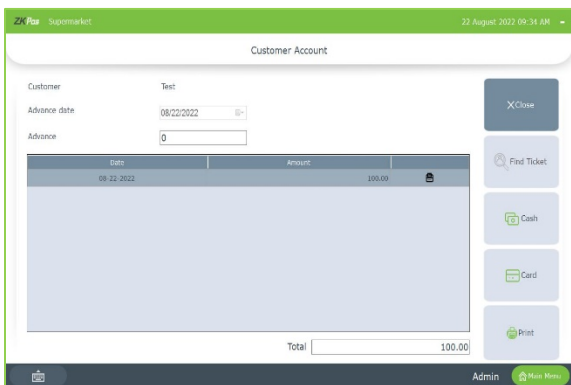 ZKPos Supermarket 22 August 2022 09:34 AM
Customer Account
Customer Test
Advance date 08/22/2022
Advance 0
Date Amount
08-22-2022 100.00
Total 100.00
Close
Find Ticket
Cash
Card
Print
Admin Main Menu